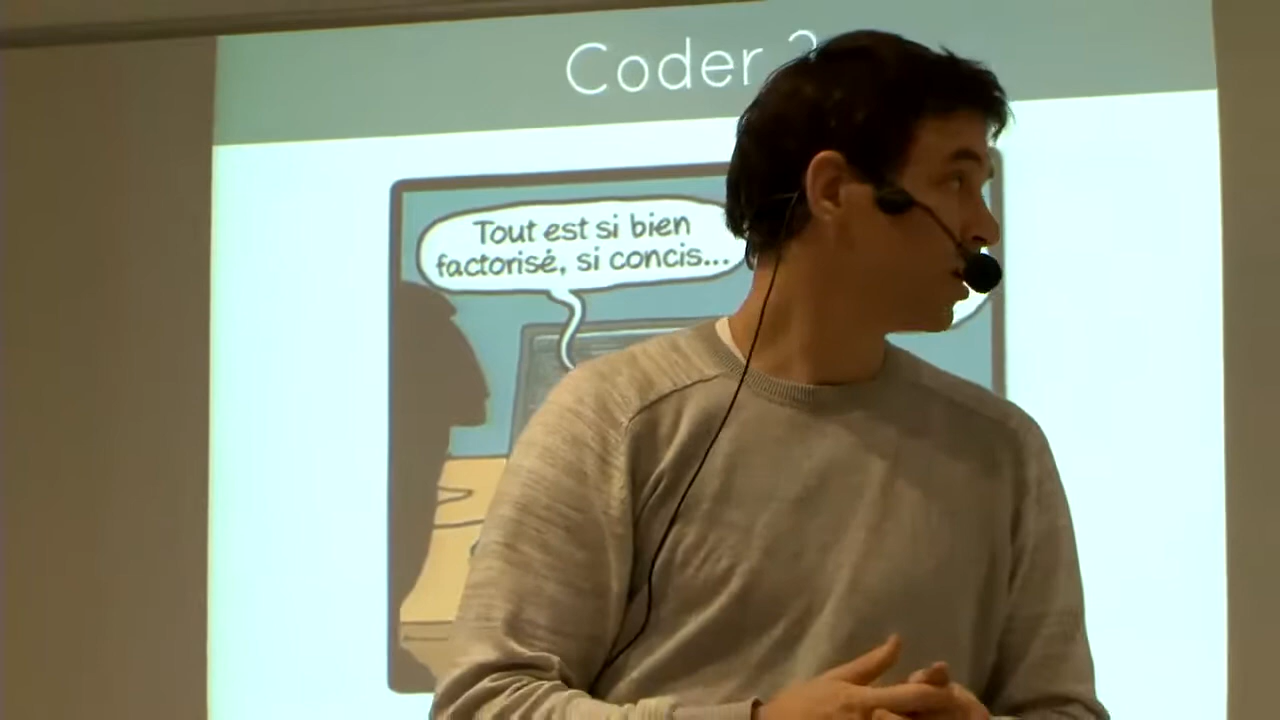 Coder ?
Tout est si bien
factorisé, si concis...